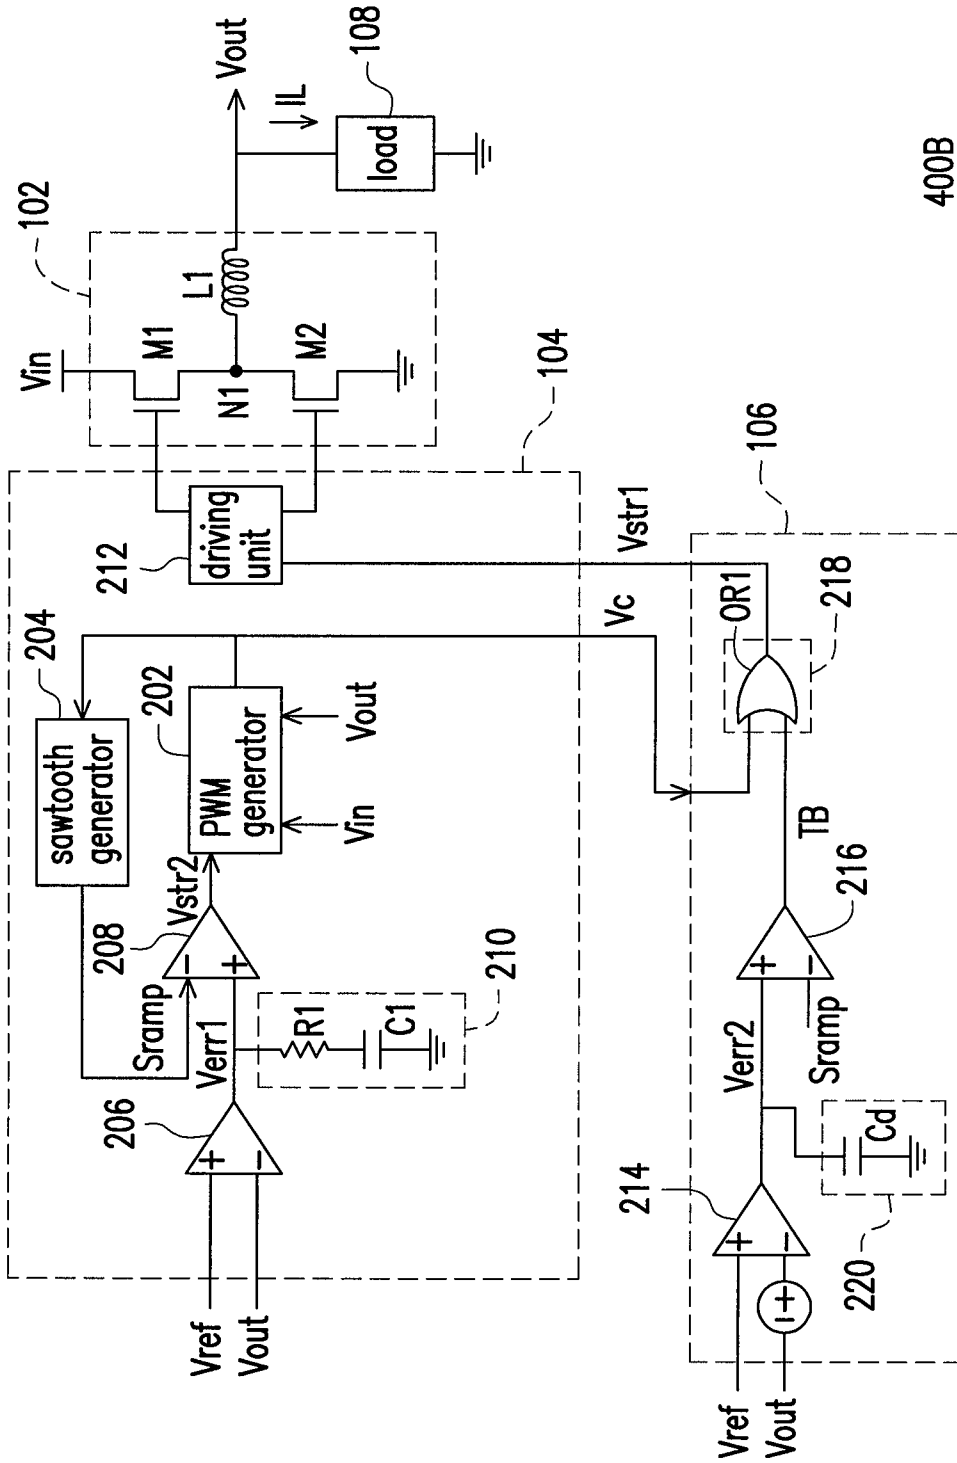 Vin
102
M1
L1
Vout
N1
M2
IL
load
108
104
212
driving
unit
204
sawtooth
generator
202
PWM
generator
Vin
Vout
Vstr2
208
Sramp
−
+
Verr1
R1
C1
210
206
+
−
Vref
Vout
Vc
Vstr1
106
OR1
218
TB
216
+
−
Verr2
Sramp
214
+
−
Cd
220
−
+
Vref
Vout
400B